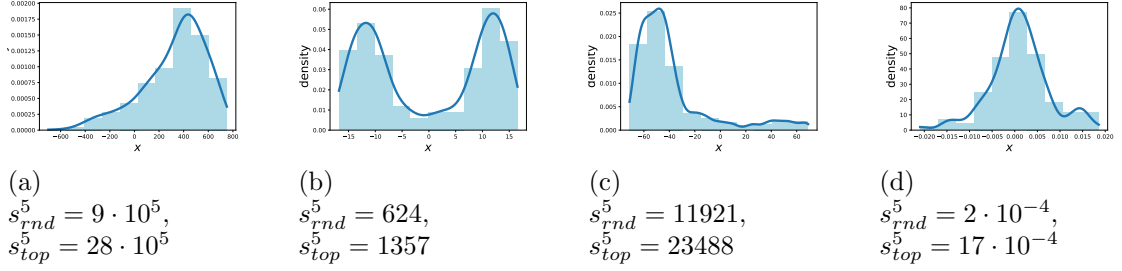 0.00200
0.00175
0.00150
0.00125
0.00100
0.00075
0.00050
0.00025
0.00000
−600 −400 −200 0 200 400 600 800
x
density
0.06
0.05
0.04
0.03
0.02
0.01
0.00
−15 −10 −5 0 5 10 15
x
density
0.025
0.020
0.015
0.010
0.005
0.000
−60 −40 −20 0 20 40 60
x
density
80
70
60
50
40
30
20
10
0
−0.020 −0.015 −0.010 −0.005 0.000 0.005 0.010 0.015 0.020
x
(a)
s^5_{rnd} = 9 · 10^5,
s^5_{top} = 28 · 10^5
(b)
s^5_{rnd} = 624,
s^5_{top} = 1357
(c)
s^5_{rnd} = 11921,
s^5_{top} = 23488
(d)
s^5_{rnd} = 2 · 10^{−4},
s^5_{top} = 17 · 10^{−4}